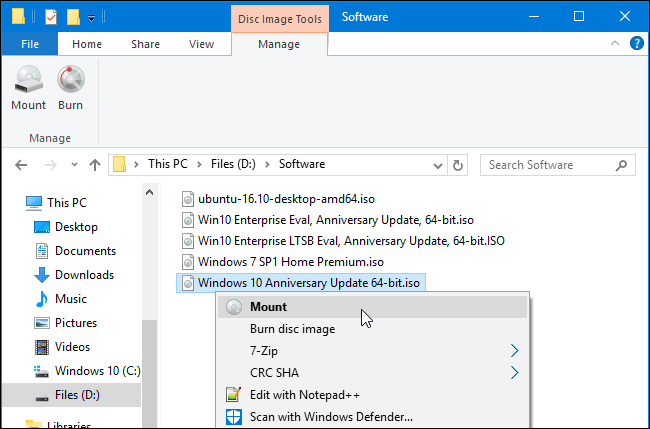 Disc Image Tools
Software
File
Home
Share
View
Manage
Mount
Burn
Manage
This PC
Files (D:)
Software
Search Software
This PC
Desktop
Documents
Downloads
Music
Pictures
Videos
Windows 10 (C:)
Files (D:)
Libraries
ubuntu-16.10-desktop-amd64.iso
Win10 Enterprise Eval, Anniversary Update, 64-bit.iso
Win10 Enterprise LTSB Eval, Anniversary Update, 64-bit.ISO
Windows 7 SP1 Home Premium.iso
Windows 10 Anniversary Update 64-bit.iso
Mount
Burn disc image
7-Zip
CRC SHA
Edit with Notepad++
Scan with Windows Defender...